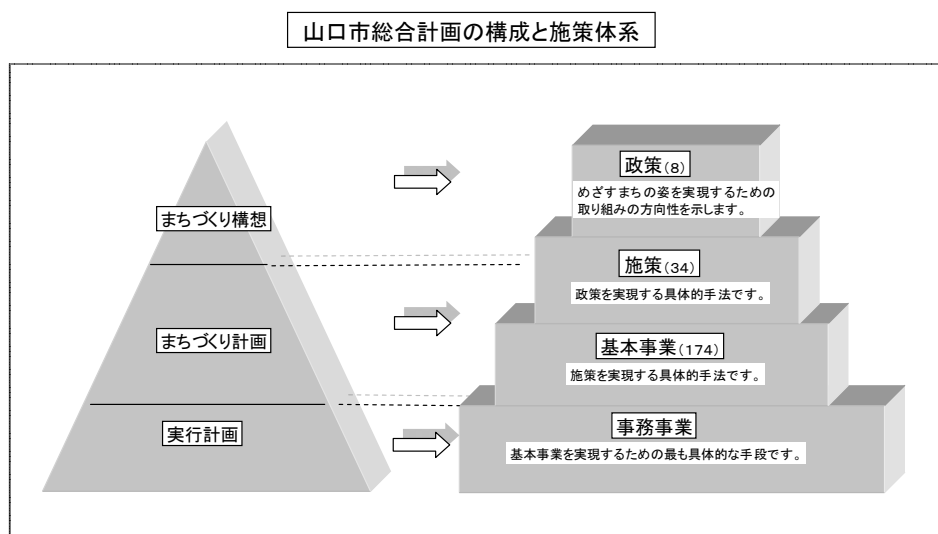 山口市総合計画の構成と施策体系
まちづくり構想
まちづくり計画
実行計画
政策(8)
めざすまちの姿を実現するための
取り組みの方向性を示します。
施策(34)
政策を実現する具体的手法です。
基本事業(174)
施策を実現する具体的手法です。
事務事業
基本事業を実現するための最も具体的な手段です。